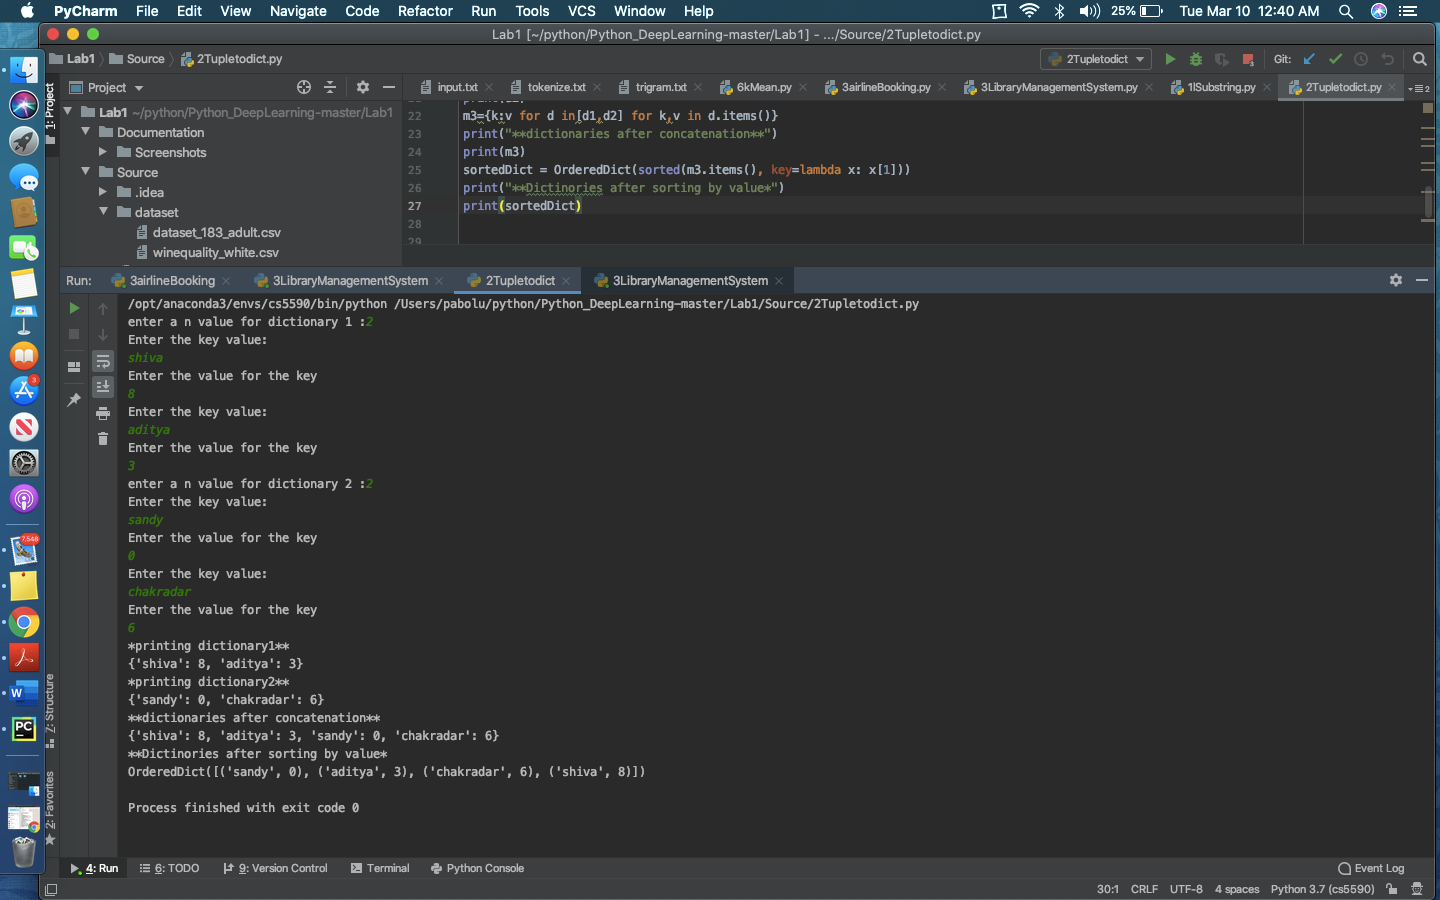 PyCharm File Edit View Navigate Code Refactor Run Tools VCS Window Help 25% Tue Mar 10 12:40 AM
Lab1 [~/python/Python_DeepLearning-master/Lab1] - .../Source/2Tupletodict.py
Lab1 Source 2Tupletodict.py 2Tupletodict Git:
Project input.txt tokenize.txt trigram.txt 6kMean.py 3airlineBooking.py 3LibraryManagementSystem.py 1lSubstring.py 2Tupletodict.py 2
1: Project
Lab1 ~/python/Python_DeepLearning-master/Lab1
Documentation
Screenshots
Source
.idea
dataset
dataset_183_adult.csv
winequality_white.csv
22 m3={k:v for d in[d1,d2] for k,v in d.items()}
23 print("**dictionaries after concatenation**")
24 print(m3)
25 sortedDict = OrderedDict(sorted(m3.items(), key=lambda x: x[1]))
26 print("**Dictinories after sorting by value*")
27 print(sortedDict)
28
29
Run: 3airlineBooking 3LibraryManagementSystem 2Tupletodict 3LibraryManagementSystem
/opt/anaconda3/envs/cs5590/bin/python /Users/pabolu/python/Python_DeepLearning-master/Lab1/Source/2Tupletodict.py
enter a n value for dictionary 1 :2
Enter the key value:
shiva
Enter the value for the key
8
Enter the key value:
aditya
Enter the value for the key
3
enter a n value for dictionary 2 :2
Enter the key value:
sandy
Enter the value for the key
0
Enter the key value:
chakradar
Enter the value for the key
6
*printing dictionary1**
{'shiva': 8, 'aditya': 3}
*printing dictionary2**
{'sandy': 0, 'chakradar': 6}
**dictionaries after concatenation**
{'shiva': 8, 'aditya': 3, 'sandy': 0, 'chakradar': 6}
**Dictinories after sorting by value*
OrderedDict([('sandy', 0), ('aditya', 3), ('chakradar', 6), ('shiva', 8)])
Process finished with exit code 0
3
7,548
W
PC
Z: Structure
2: Favorites
4: Run 6: TODO 9: Version Control Terminal Python Console Event Log
30:1 CRLF UTF-8 4 spaces Python 3.7 (cs5590)